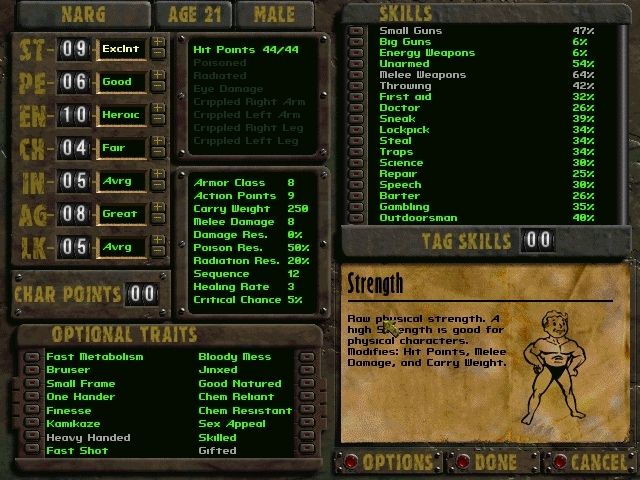 NARG
AGE 21
MALE
ST 09 Exclnt
PE 06 Good
EN 10 Heroic
CH 04 Fair
IN 05 Avrg
AG 08 Great
LK 05 Avrg
CHAR POINTS 00
Hit Points 44/44
Poisoned
Radiated
Eye Damage
Crippled Right Arm
Crippled Left Arm
Crippled Right Leg
Crippled Left Leg
Armor Class 8
Action Points 9
Carry Weight 250
Melee Damage 8
Damage Res. 0%
Poison Res. 50%
Radiation Res. 20%
Sequence 12
Healing Rate 3
Critical Chance 5%
OPTIONAL TRAITS
Fast Metabolism Bloody Mess
Bruiser Jinxed
Small Frame Good Natured
One Hander Chem Reliant
Finesse Chem Resistant
Kamikaze Sex Appeal
Heavy Handed Skilled
Fast Shot Gifted
SKILLS
Small Guns 47%
Big Guns 6%
Energy Weapons 6%
Unarmed 54%
Melee Weapons 64%
Throwing 42%
First aid 32%
Doctor 26%
Sneak 39%
Lockpick 34%
Steal 34%
Traps 34%
Science 30%
Repair 25%
Speech 30%
Barter 26%
Gambling 35%
Outdoorsman 40%
TAG SKILLS 00
Strength
Raw physical strength. A
high Strength is good for
physical characters.
Modifies: Hit Points, Melee
Damage, and Carry Weight.
OPTIONS
DONE
CANCEL